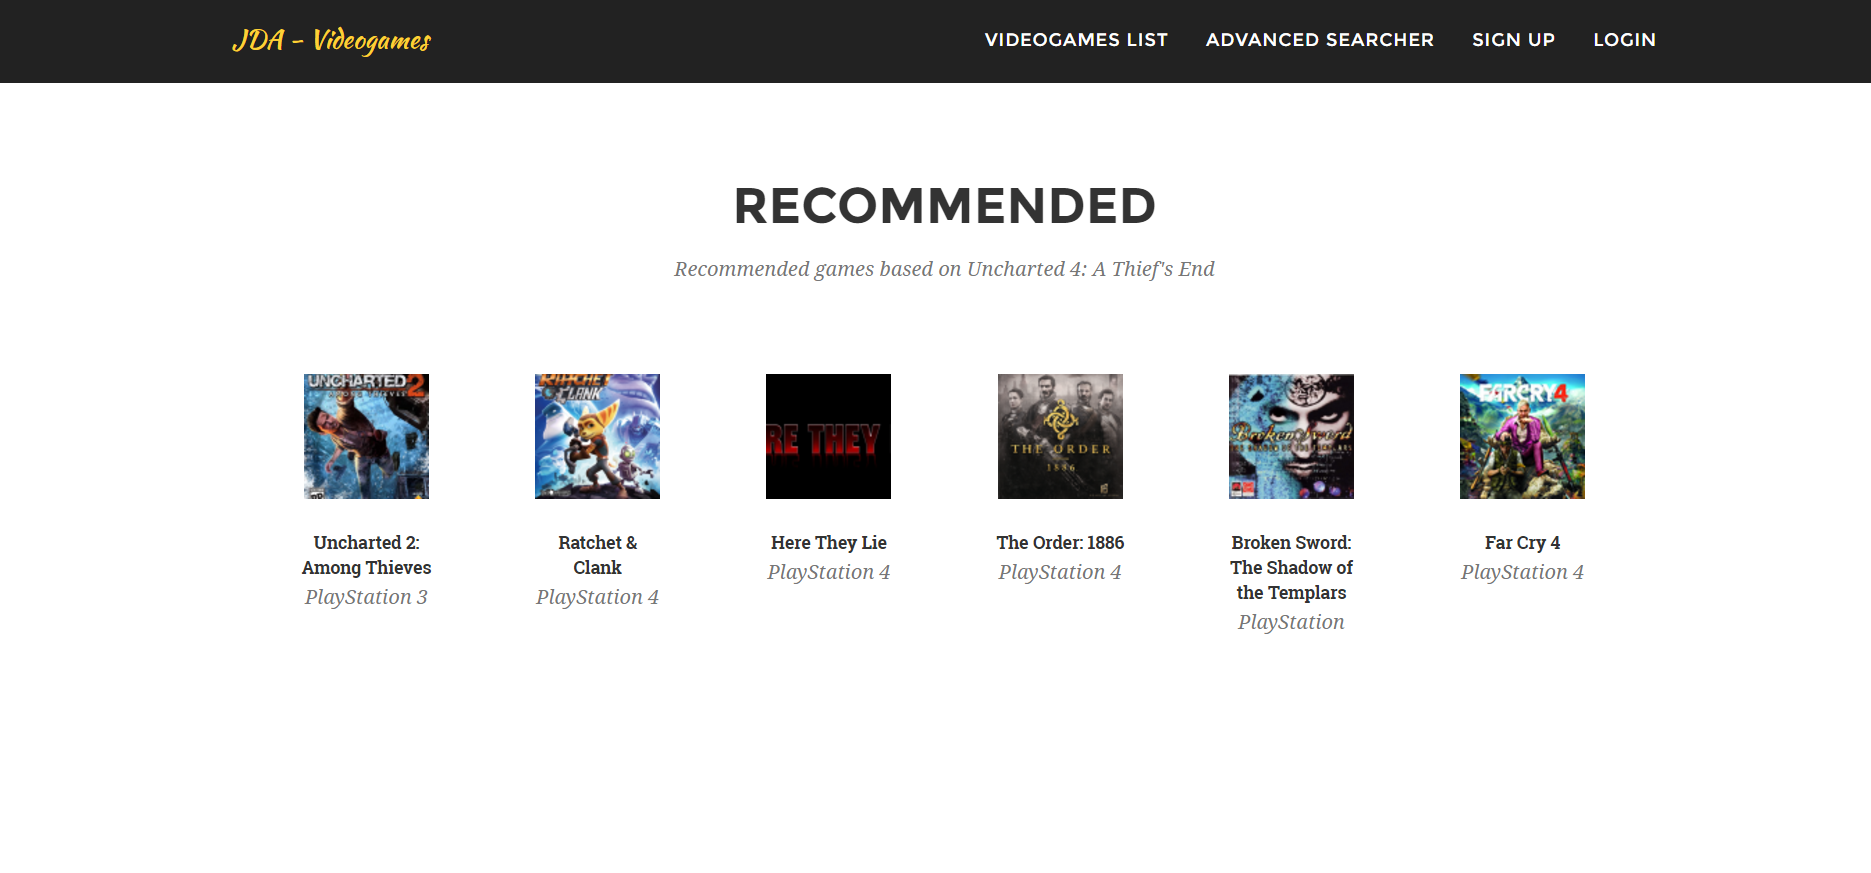 JDA - Videogames
VIDEOGAMES LIST
ADVANCED SEARCHER
SIGN UP
LOGIN
RECOMMENDED
Recommended games based on Uncharted 4: A Thief's End
UNCHARTED 2
AMONG THIEVES
RATCHET
CLANK
RE THEY
THE ORDER
1886
Broken Sword
FARCRY4
Uncharted 2:
Among Thieves
PlayStation 3
Ratchet &
Clank
PlayStation 4
Here They Lie
PlayStation 4
The Order: 1886
PlayStation 4
Broken Sword:
The Shadow of
the Templars
PlayStation
Far Cry 4
PlayStation 4